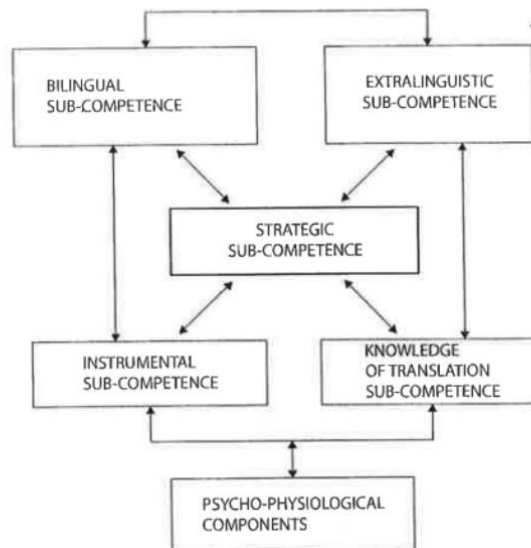 BILINGUAL
SUB-COMPETENCE
EXTRALINGUISTIC
SUB-COMPETENCE
STRATEGIC
SUB-COMPETENCE
INSTRUMENTAL
SUB-COMPETENCE
KNOWLEDGE
OF TRANSLATION
SUB-COMPETENCE
PSYCHO-PHYSIOLOGICAL
COMPONENTS